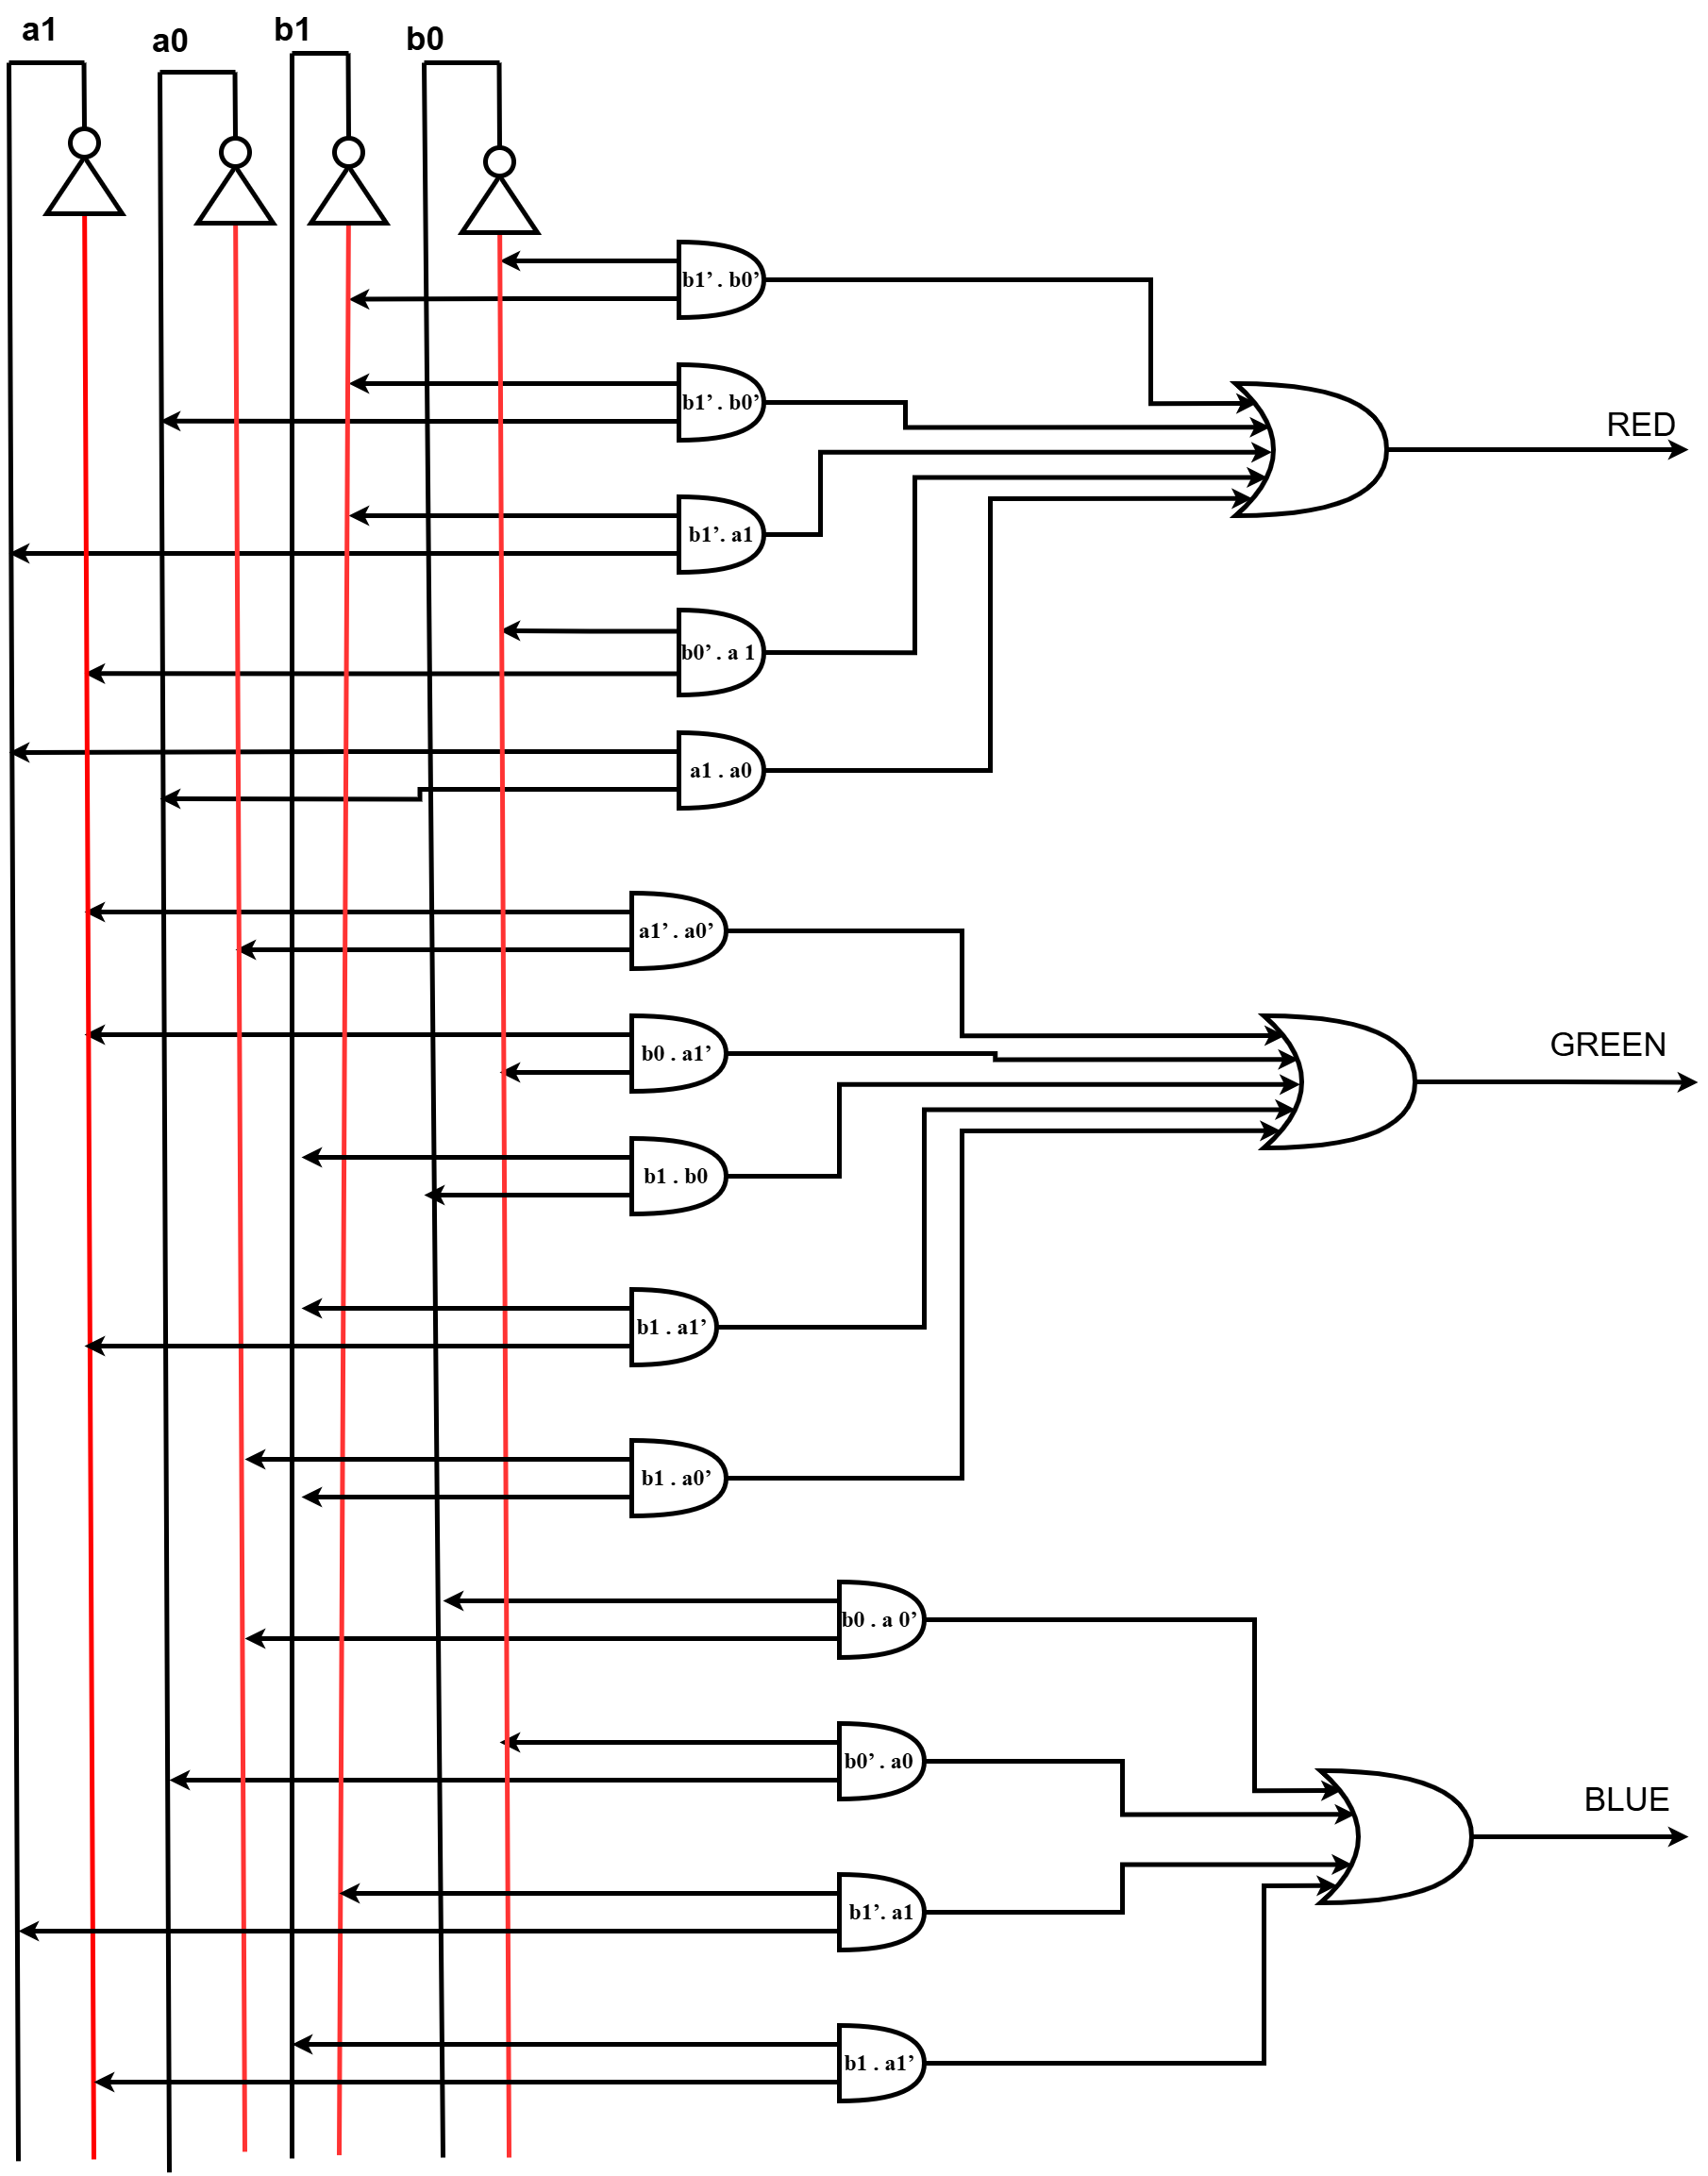 a1
a0
b1
b0
b1’ . b0’
b1’ . b0’
RED
b1’. a1
b0’ . a 1
a1 . a0
a1’ . a0’
b0 . a1’
GREEN
b1 . b0
b1 . a1’
b1 . a0’
b0 . a 0’
b0’ . a0
BLUE
b1’. a1
b1 . a1’